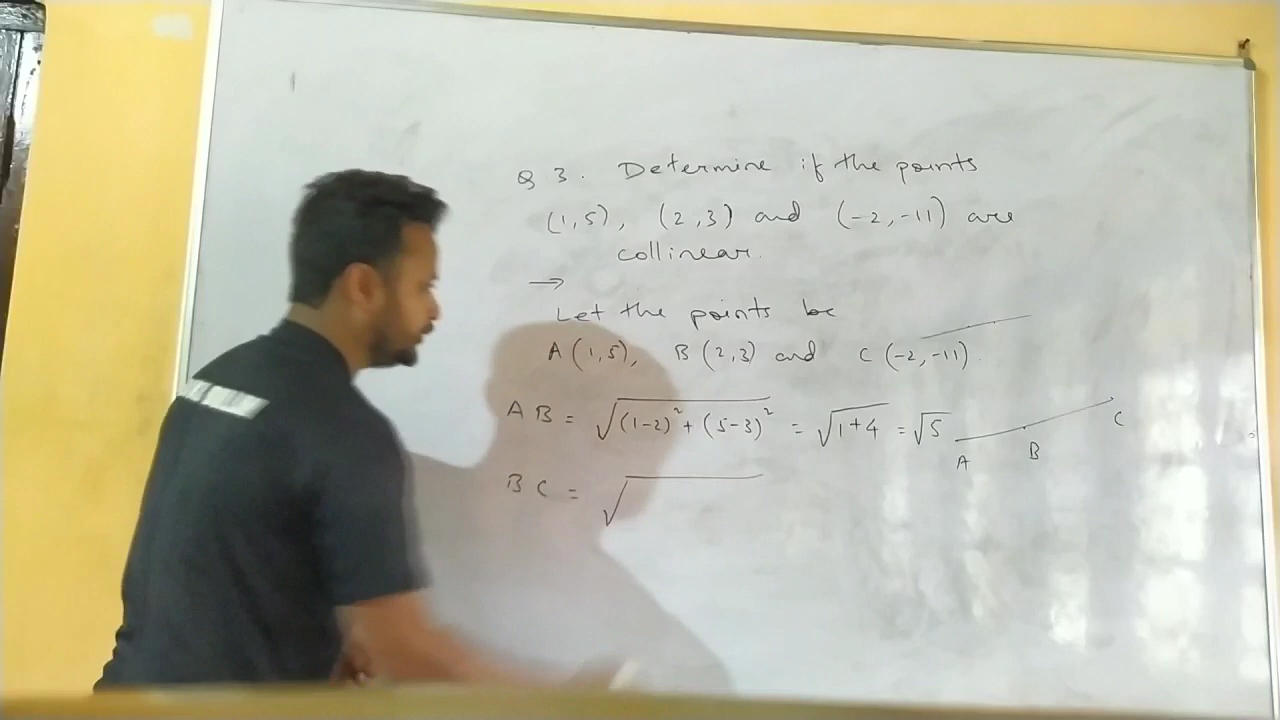 Q 3. Determine if the points
(1,5), (2,3) and (-2,-11) are
collinear.
→
Let the points be
A(1,5), B(2,3) and C(-2,-11).
AB = √((1-2)² + (5-3)²) = √(1+4) = √5
A B C
BC = √